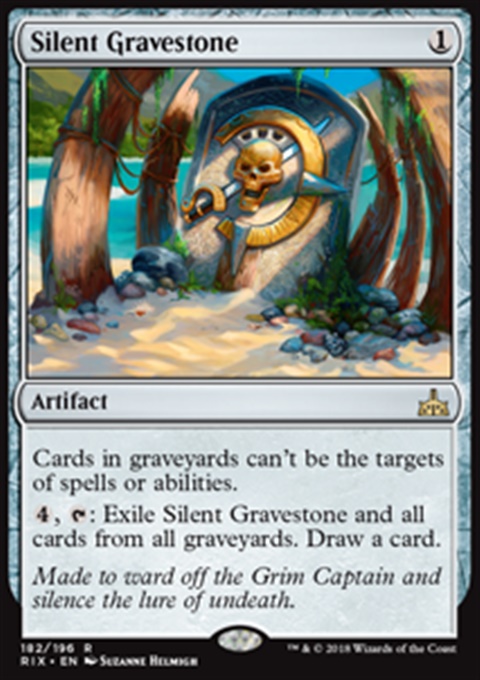 Silent Gravestone 1
Artifact
Cards in graveyards can't be the targets
of spells or abilities.
4, : Exile Silent Gravestone and all
cards from all graveyards. Draw a card.
Made to ward off the Grim Captain and
silence the lure of undeath.
182/196 R
RIX • EN Suzanne Helmigh
™ & © 2018 Wizards of the Coast